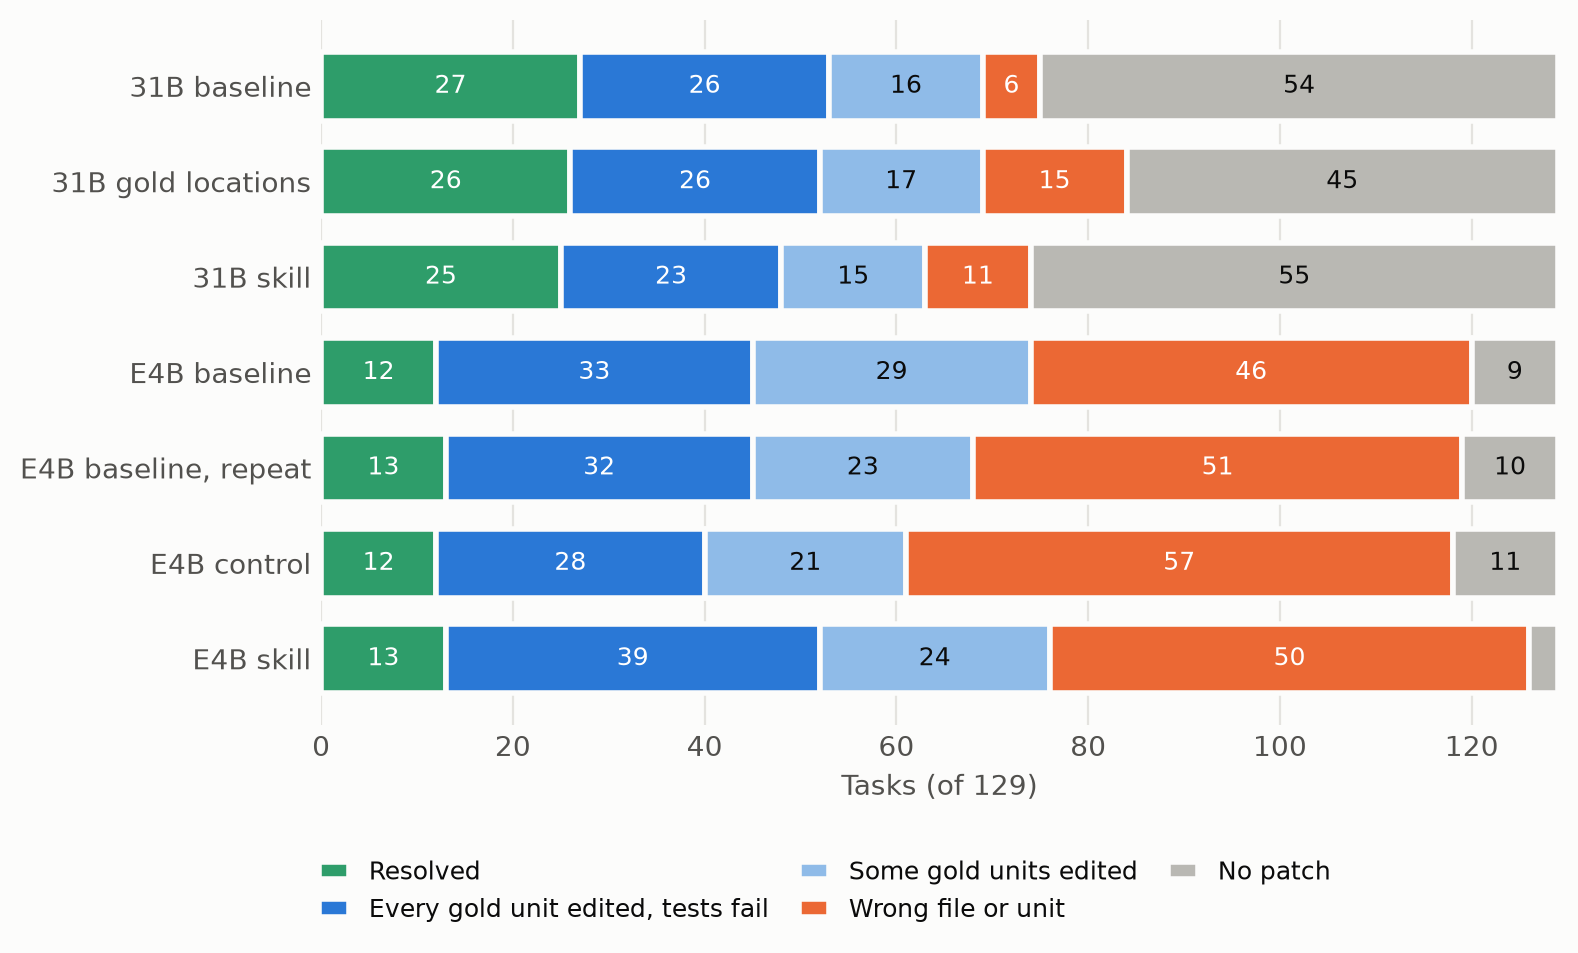 31B baseline 27 26 16 6 54
31B gold locations 26 26 17 15 45
31B skill 25 23 15 11 55
E4B baseline 12 33 29 46 9
E4B baseline, repeat 13 32 23 51 10
E4B control 12 28 21 57 11
E4B skill 13 39 24 50
0 20 40 60 80 100 120
Tasks (of 129)
Resolved
Every gold unit edited, tests fail
Some gold units edited
Wrong file or unit
No patch